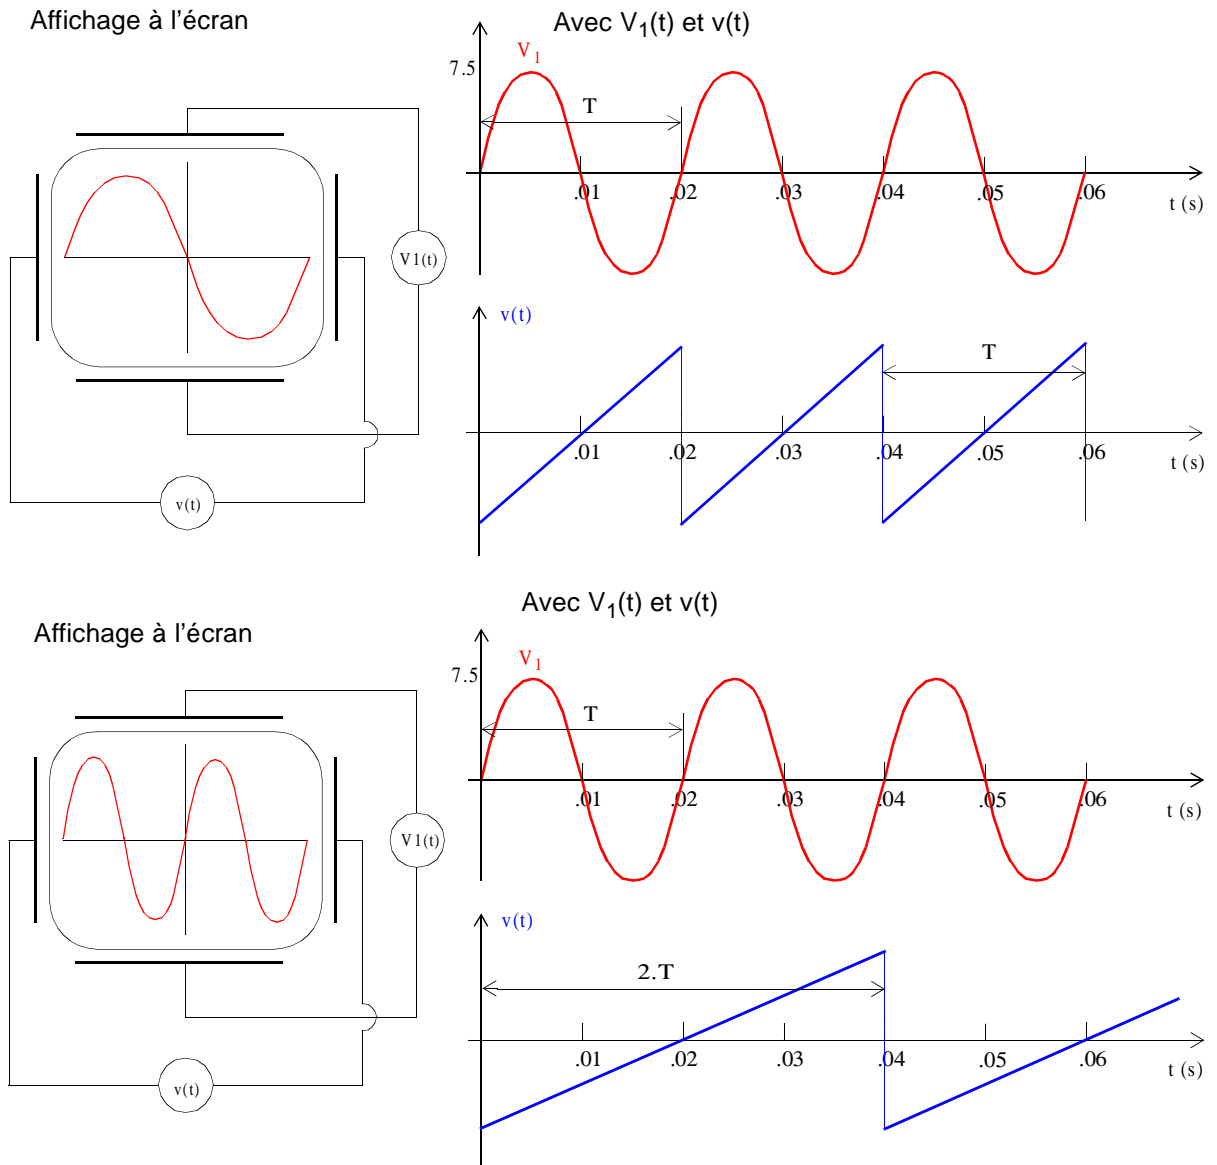 Affichage à l'écran
Avec V1(t) et v(t)
V1
7.5
T
.01 .02 .03 .04 .05 .06
t (s)
V1(t)
v(t)
v(t)
T
.01 .02 .03 .04 .05 .06
t (s)
Affichage à l'écran
Avec V1(t) et v(t)
V1
7.5
T
.01 .02 .03 .04 .05 .06
t (s)
V1(t)
v(t)
v(t)
2.T
.01 .02 .03 .04 .05 .06
t (s)